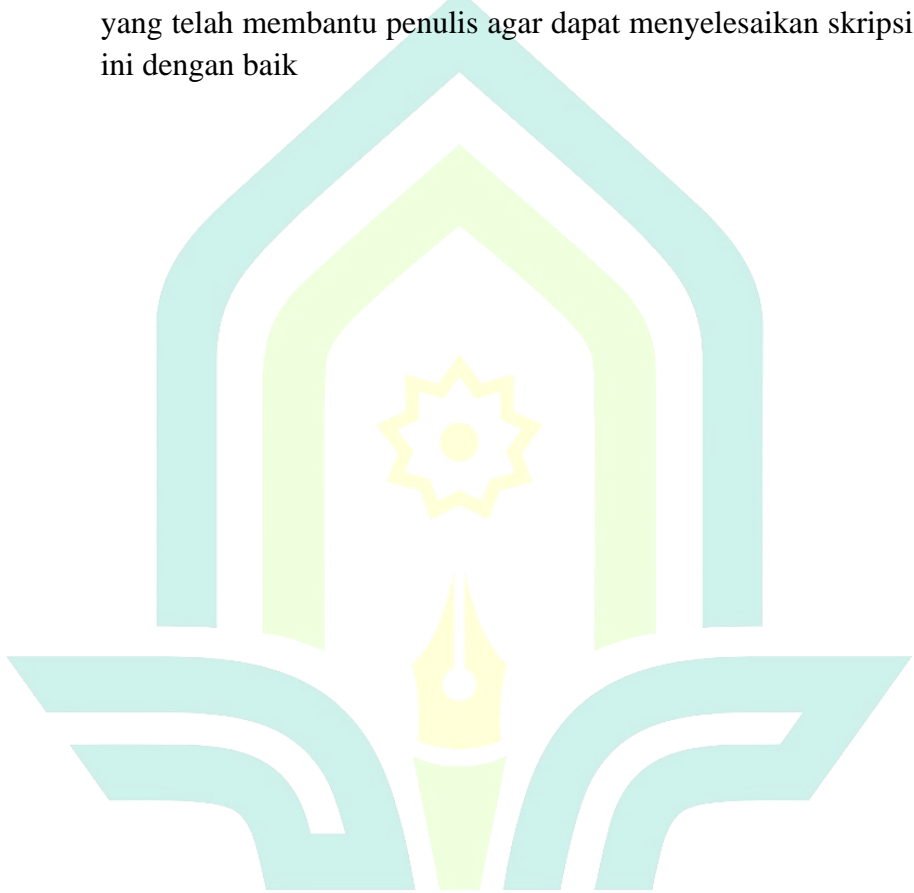 yang telah membantu penulis agar dapat menyelesaikan skripsi
ini dengan baik